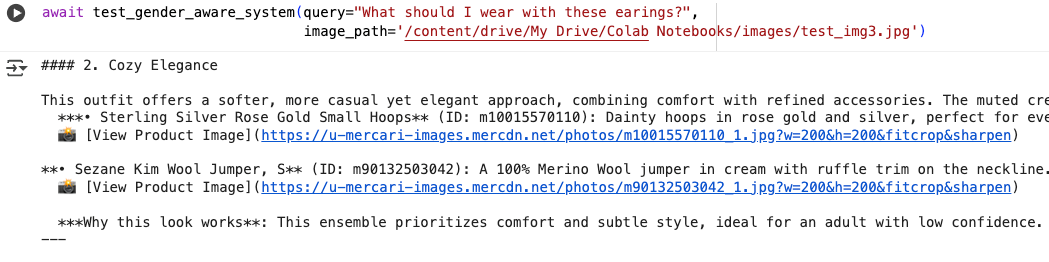 await test_gender_aware_system(query="What should I wear with these earings?",
image_path='/content/drive/My Drive/Colab Notebooks/images/test_img3.jpg')
#### 2. Cozy Elegance
This outfit offers a softer, more casual yet elegant approach, combining comfort with refined accessories. The muted cre
***• Sterling Silver Rose Gold Small Hoops** (ID: m10015570110): Dainty hoops in rose gold and silver, perfect for eve
📸 [View Product Image](https://u-mercari-images.mercdn.net/photos/m10015570110_1.jpg?w=200&h=200&fitcrop&sharpen)
**• Sezane Kim Wool Jumper, S** (ID: m90132503042): A 100% Merino Wool jumper in cream with ruffle trim on the neckline.
📸 [View Product Image](https://u-mercari-images.mercdn.net/photos/m90132503042_1.jpg?w=200&h=200&fitcrop&sharpen)
***Why this look works**: This ensemble prioritizes comfort and subtle style, ideal for an adult with low confidence.
---